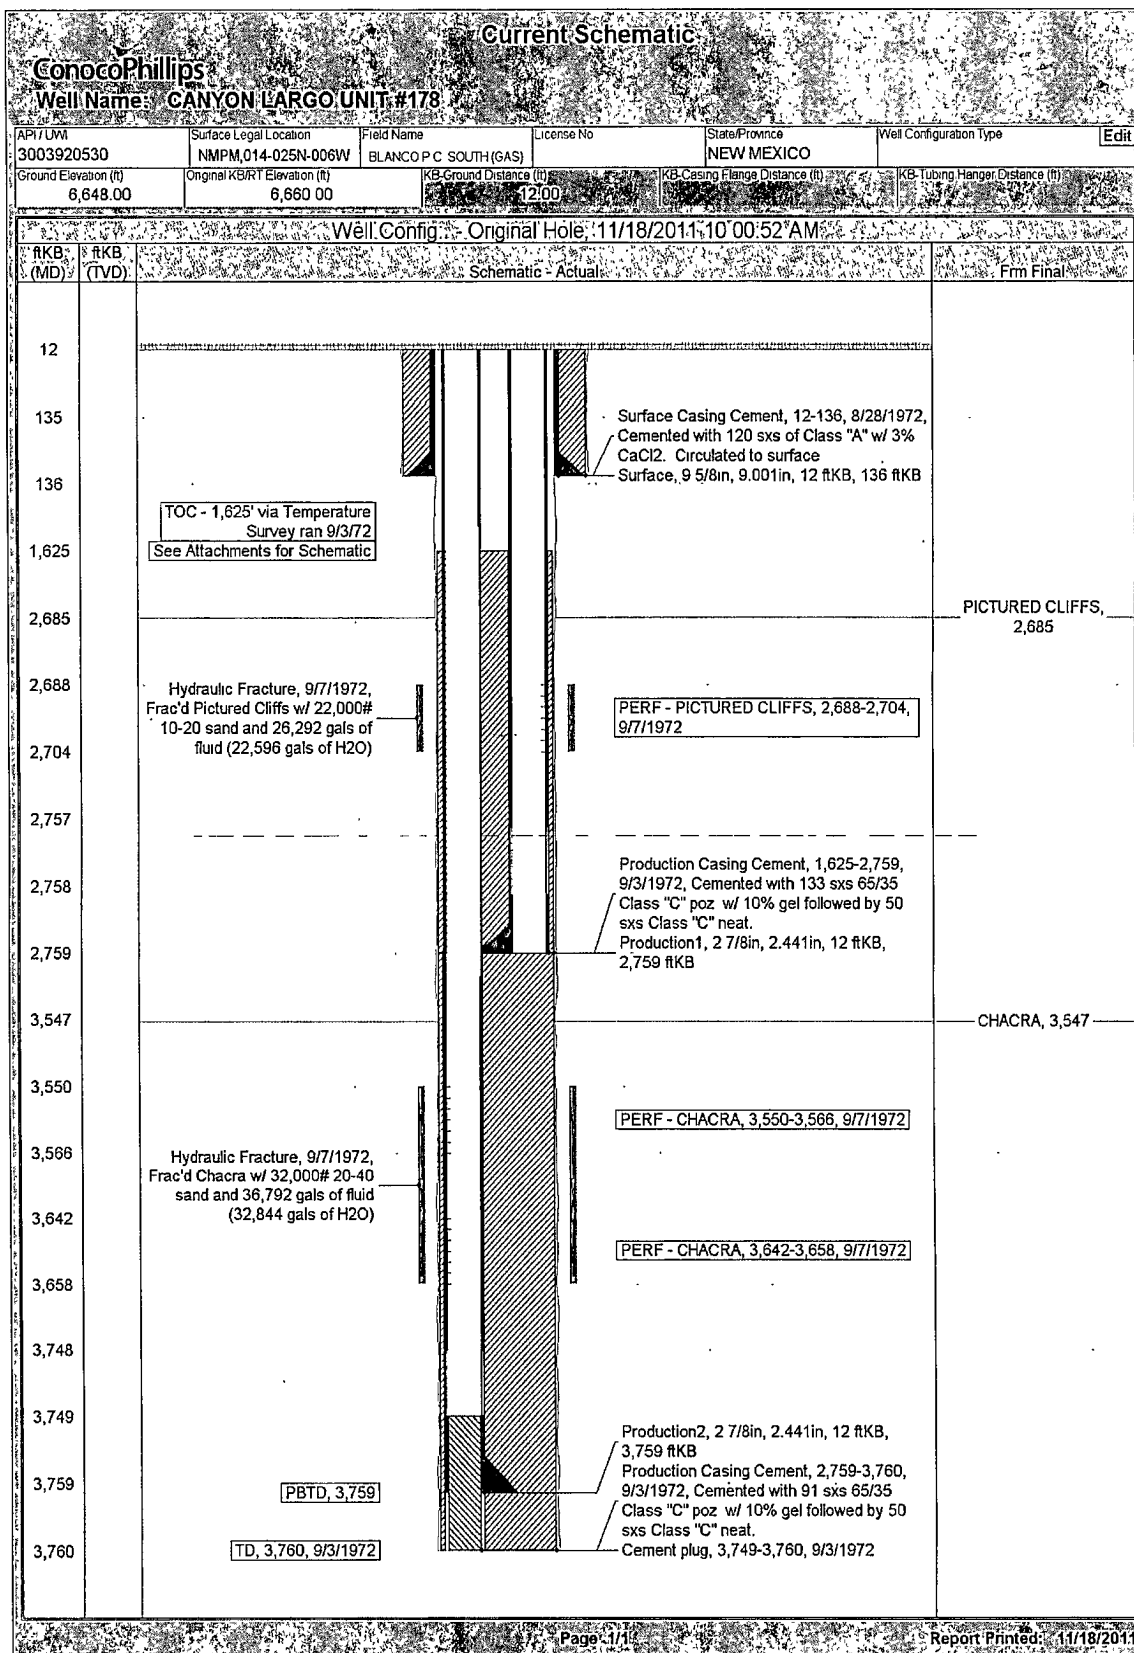 Current Schematic
ConocoPhillips
Well Name: CANYON LARGO UNIT #178
API / UWI
3003920530
Surface Legal Location
NMPM,014-025N-006W
Field Name
BLANCO P C SOUTH (GAS)
License No
State/Province
NEW MEXICO
Well Configuration Type
Edit
Ground Elevation (ft)
6,648.00
Original KB/RT Elevation (ft)
6,660 00
KB-Ground Distance (ft)
12.00
KB-Casing Flange Distance (ft)
KB-Tubing Hanger Distance (ft)
Well Config: - Original Hole, 11/18/2011 10 00:52 AM
ftKB (MD)
ftKB (TVD)
Schematic - Actual
Frm Final
12
135
Surface Casing Cement, 12-136, 8/28/1972,
Cemented with 120 sxs of Class "A" w/ 3%
CaCl2. Circulated to surface
Surface, 9 5/8in, 9.001in, 12 ftKB, 136 ftKB
136
TOC - 1,625' via Temperature
Survey ran 9/3/72
See Attachments for Schematic
1,625
2,685
PICTURED CLIFFS,
2,685
2,688
Hydraulic Fracture, 9/7/1972,
Frac'd Pictured Cliffs w/ 22,000#
10-20 sand and 26,292 gals of
fluid (22,596 gals of H2O)
PERF - PICTURED CLIFFS, 2,688-2,704,
9/7/1972
2,704
2,757
2,758
Production Casing Cement, 1,625-2,759,
9/3/1972, Cemented with 133 sxs 65/35
Class "C" poz w/ 10% gel followed by 50
sxs Class "C" neat.
Production1, 2 7/8in, 2.441in, 12 ftKB,
2,759 ftKB
2,759
3,547
CHACRA, 3,547
3,550
PERF - CHACRA, 3,550-3,566, 9/7/1972
3,566
Hydraulic Fracture, 9/7/1972,
Frac'd Chacra w/ 32,000# 20-40
sand and 36,792 gals of fluid
(32,844 gals of H2O)
3,642
PERF - CHACRA, 3,642-3,658, 9/7/1972
3,658
3,748
3,749
Production2, 2 7/8in, 2.441in, 12 ftKB,
3,759 ftKB
3,759
PBTD, 3,759
Production Casing Cement, 2,759-3,760,
9/3/1972, Cemented with 91 sxs 65/35
Class "C" poz w/ 10% gel followed by 50
sxs Class "C" neat.
3,760
TD, 3,760, 9/3/1972
Cement plug, 3,749-3,760, 9/3/1972
Page 1/1
Report Printed: 11/18/2011